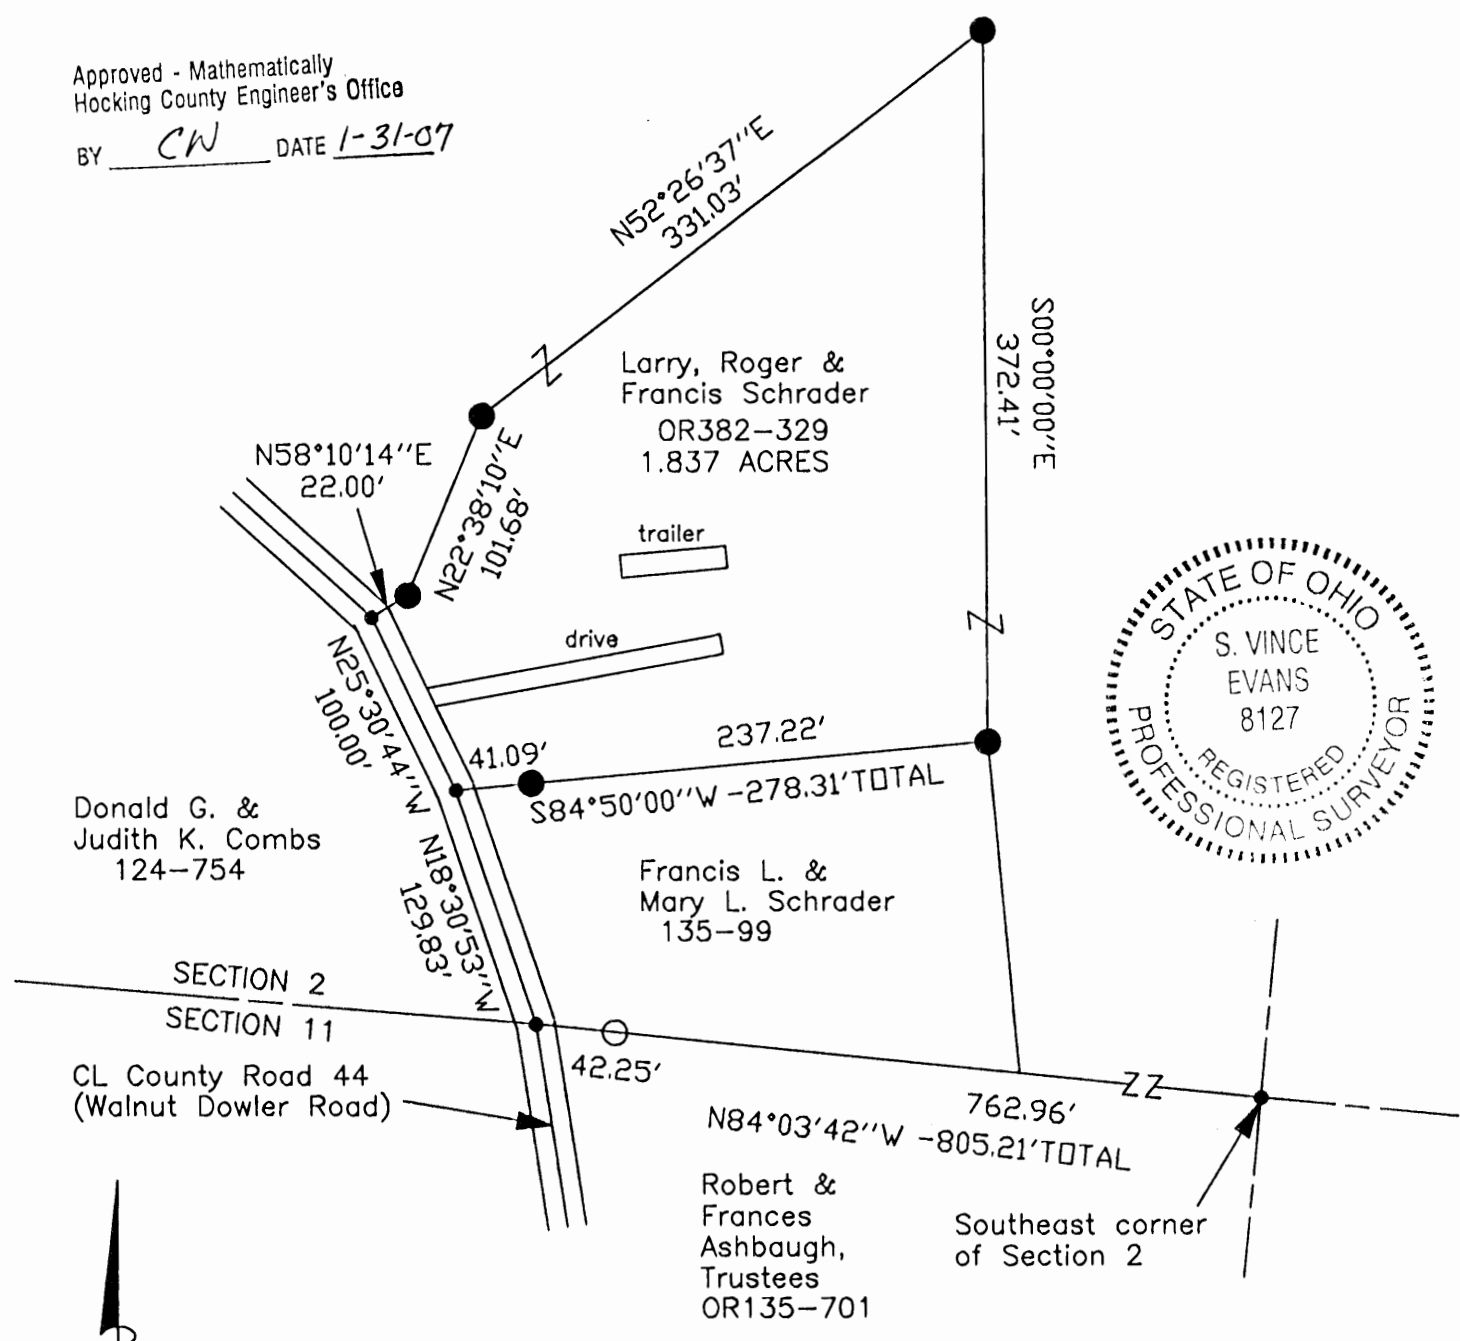 Approved - Mathematically
Hocking County Engineer's Office
BY CW DATE 1-31-07
N52°26'37''E
331.03'
S00°00'00''E
372.41'
Larry, Roger &
Francis Schrader
OR382-329
1.837 ACRES
N58°10'14''E
22.00'
N22°38'10''E
101.68'
trailer
drive
STATE OF OHIO
S. VINCE
EVANS
8127
REGISTERED
PROFESSIONAL SURVEYOR
N25°30'44''W
100.00'
41.09'
237.22'
S84°50'00''W -278.31'TOTAL
Donald G. &
Judith K. Combs
124-754
N18°30'53''W
129.83'
Francis L. &
Mary L. Schrader
135-99
SECTION 2
SECTION 11
42.25'
CL County Road 44
(Walnut Dowler Road)
762.96'
N84°03'42''W -805.21'TOTAL
Robert &
Frances
Ashbaugh,
Trustees
OR135-701
Southeast corner
of Section 2